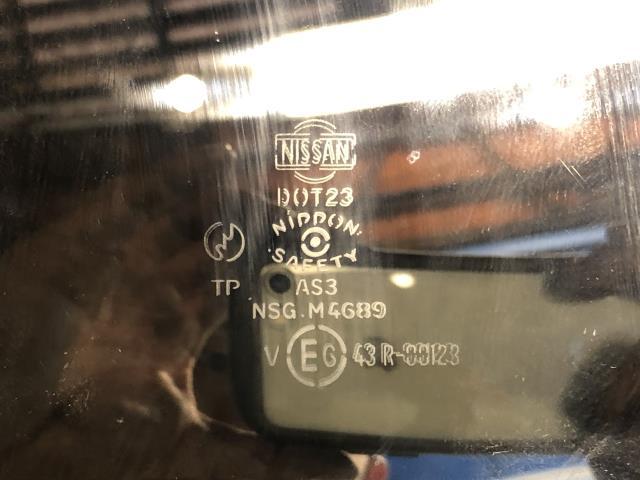 NISSAN
DOT23
NIPPON
SAFETY
TP AS3
NSG M4689
V E6 43R-00123